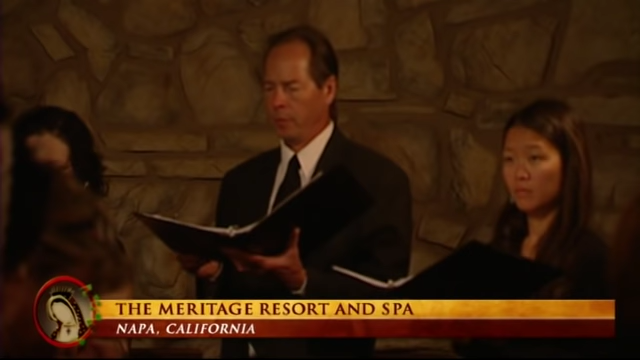 THE MERITAGE RESORT AND SPA
NAPA, CALIFORNIA